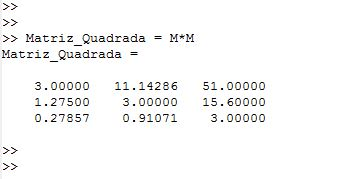 >>
>>
>> Matriz_Quadrada = M*M
Matriz_Quadrada =
3.00000 11.14286 51.00000
1.27500 3.00000 15.60000
0.27857 0.91071 3.00000
>>
>>